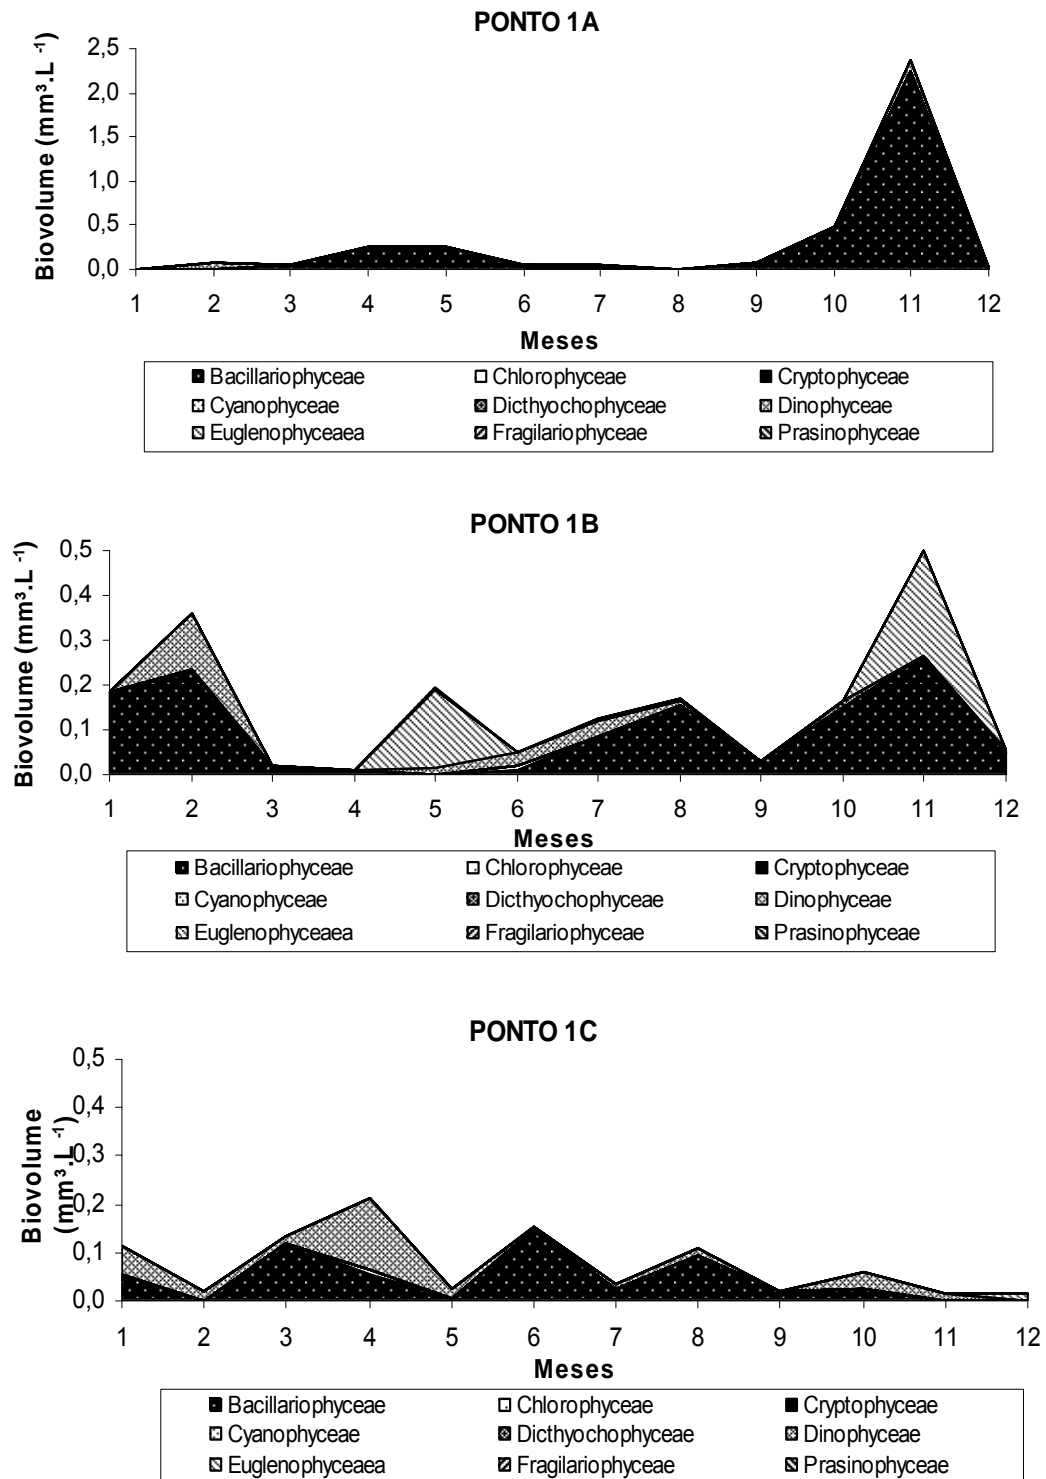 PONTO 1A
Biovolume (mm³.L ⁻¹)
2,5
2,0
1,5
1,0
0,5
0,0
1 2 3 4 5 6 7 8 9 10 11 12
Meses
Bacillariophyceae Chlorophyceae Cryptophyceae
Cyanophyceae Dicthyochophyceae Dinophyceae
Euglenophyceaea Fragilariophyceae Prasinophyceae
PONTO 1B
Biovolume (mm³.L ⁻¹)
0,5
0,4
0,3
0,2
0,1
0,0
1 2 3 4 5 6 7 8 9 10 11 12
Meses
Bacillariophyceae Chlorophyceae Cryptophyceae
Cyanophyceae Dicthyochophyceae Dinophyceae
Euglenophyceaea Fragilariophyceae Prasinophyceae
PONTO 1C
Biovolume
(mm³.L ⁻¹)
0,5
0,4
0,3
0,2
0,1
0,0
1 2 3 4 5 6 7 8 9 10 11 12
Meses
Bacillariophyceae Chlorophyceae Cryptophyceae
Cyanophyceae Dicthyochophyceae Dinophyceae
Euglenophyceaea Fragilariophyceae Prasinophyceae